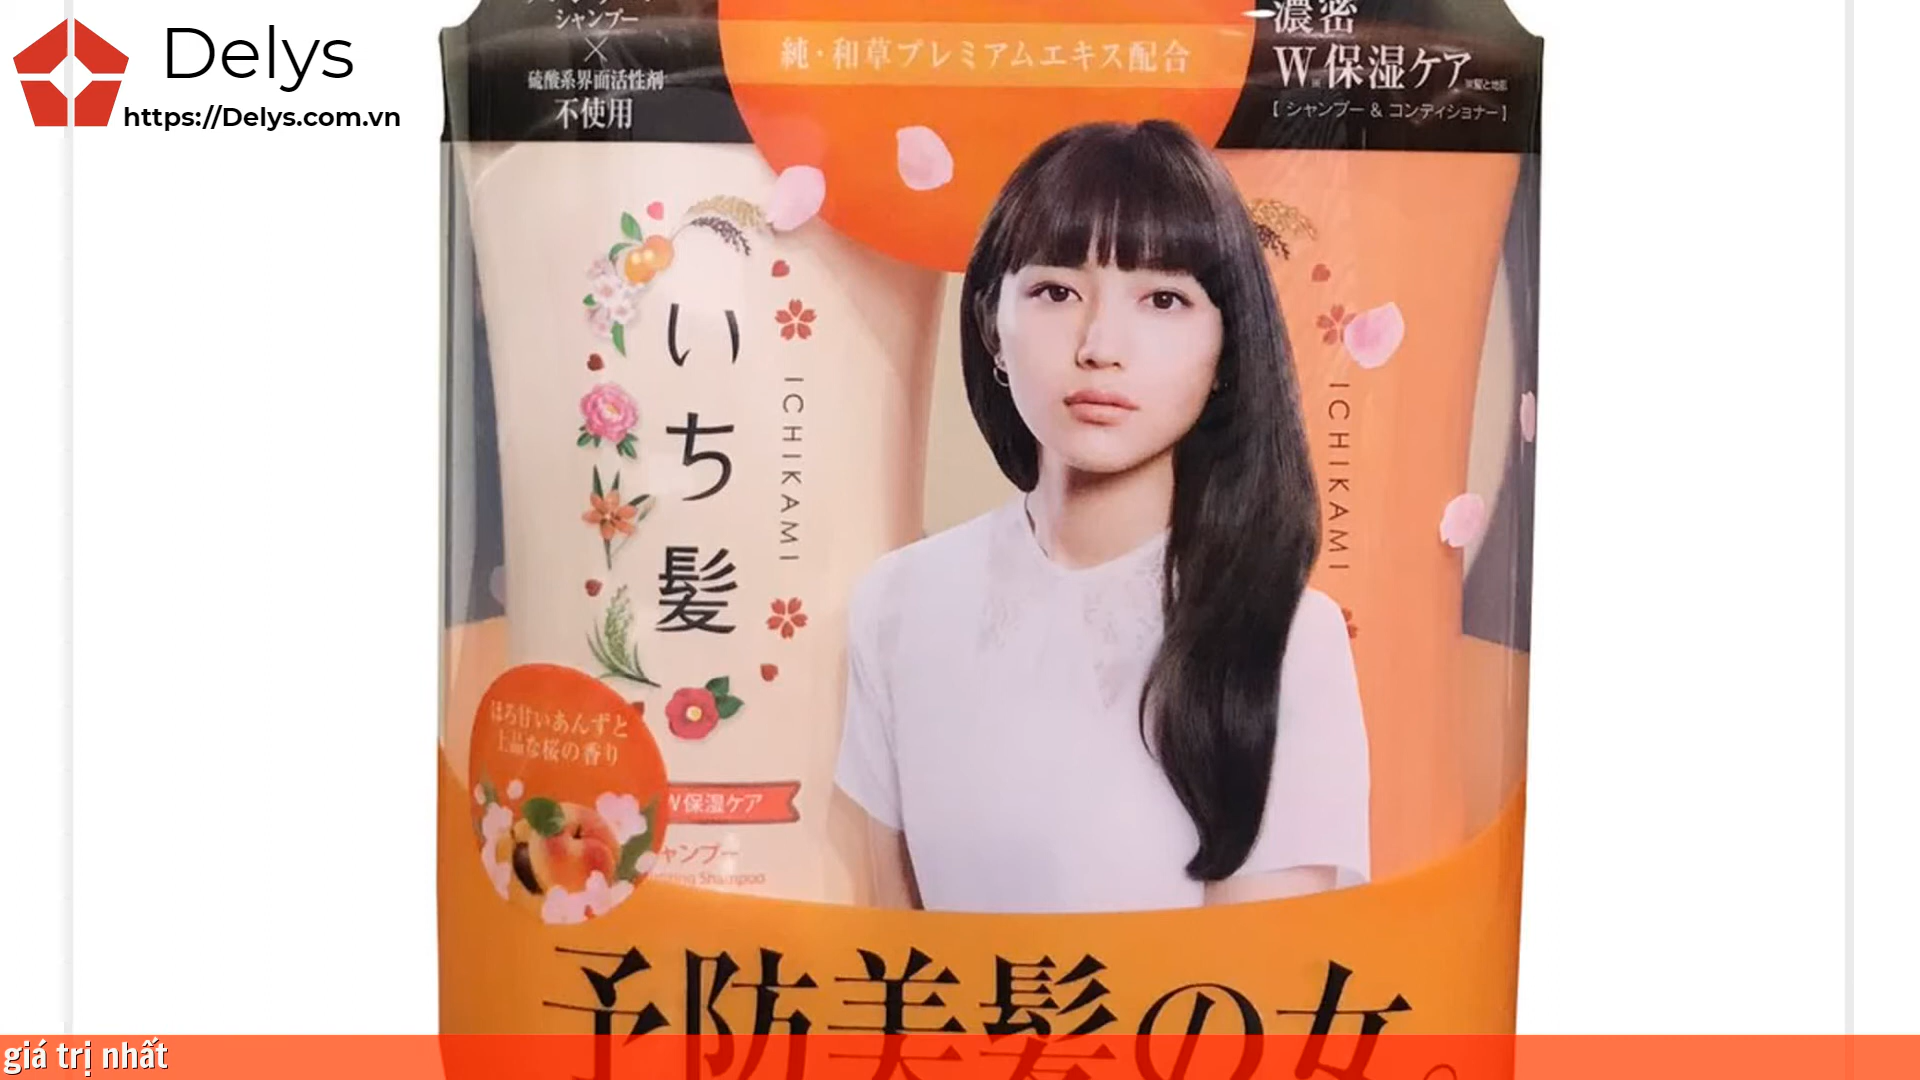 Delys
https://Delys.com.vn
シャンプー
×
硫酸系界面活性剤
不使用
純・和草プレミアムエキス配合
濃密
W保湿ケア
【シャンプー & コンディショナー】
いち髪
ICHIKAMI
ICHIKAMI
ほろ甘いあんずと
上品な桜の香り
W保湿ケア
ャンプー
Shampoo
予防美髪の女。
giá trị nhất